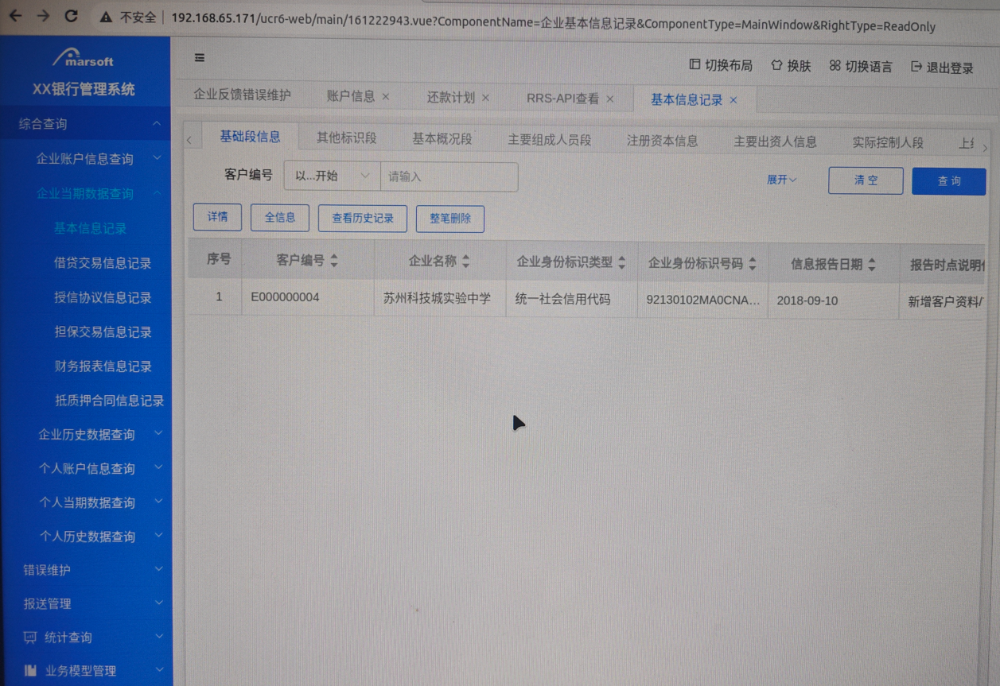 不安全 192.168.65.171/ucr6-web/main/161222943.vue?ComponentName=企业基本信息记录&ComponentType=MainWindow&RightType=ReadOnly
marsoft
XX银行管理系统
切换布局 换肤 切换语言 退出登录
企业反馈错误维护 账户信息 × 还款计划 × RRS-API查看 × 基本信息记录 ×
基础段信息 其他标识段 基本概况段 主要组成人员段 注册资本信息 主要出资人信息 实际控制人段 上
客户编号 以...开始 请输入 展开 清空 查询
详情 全信息 查看历史记录 整笔删除
序号 客户编号 企业名称 企业身份标识类型 企业身份标识号码 信息报告日期 报告时点说明
1 E000000004 苏州科技城实验中学 统一社会信用代码 92130102MA0CNA... 2018-09-10 新增客户资料/
综合查询
企业账户信息查询
企业当期数据查询
基本信息记录
借贷交易信息记录
授信协议信息记录
担保交易信息记录
财务报表信息记录
抵质押合同信息记录
企业历史数据查询
个人账户信息查询
个人当期数据查询
个人历史数据查询
错误维护
报送管理
统计查询
业务模型管理